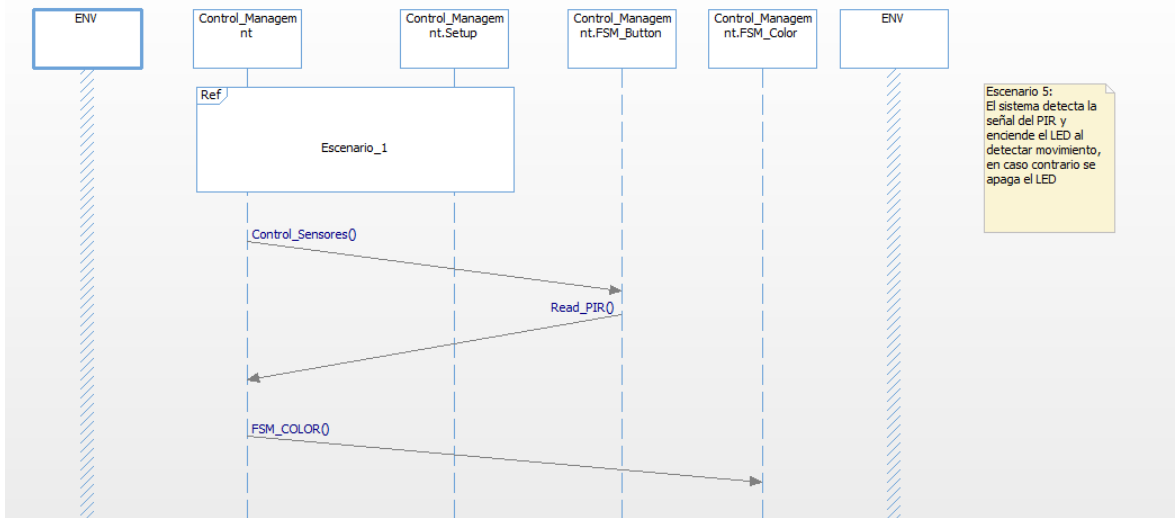 ENV
Control_Managem
nt
Control_Managem
nt.Setup
Control_Managem
nt.FSM_Button
Control_Managem
nt.FSM_Color
ENV
Ref
Escenario_1
Escenario 5:
El sistema detecta la
señal del PIR y
enciende el LED al
detectar movimiento,
en caso contrario se
apaga el LED
Control_Sensores()
Read_PIR()
FSM_COLOR()